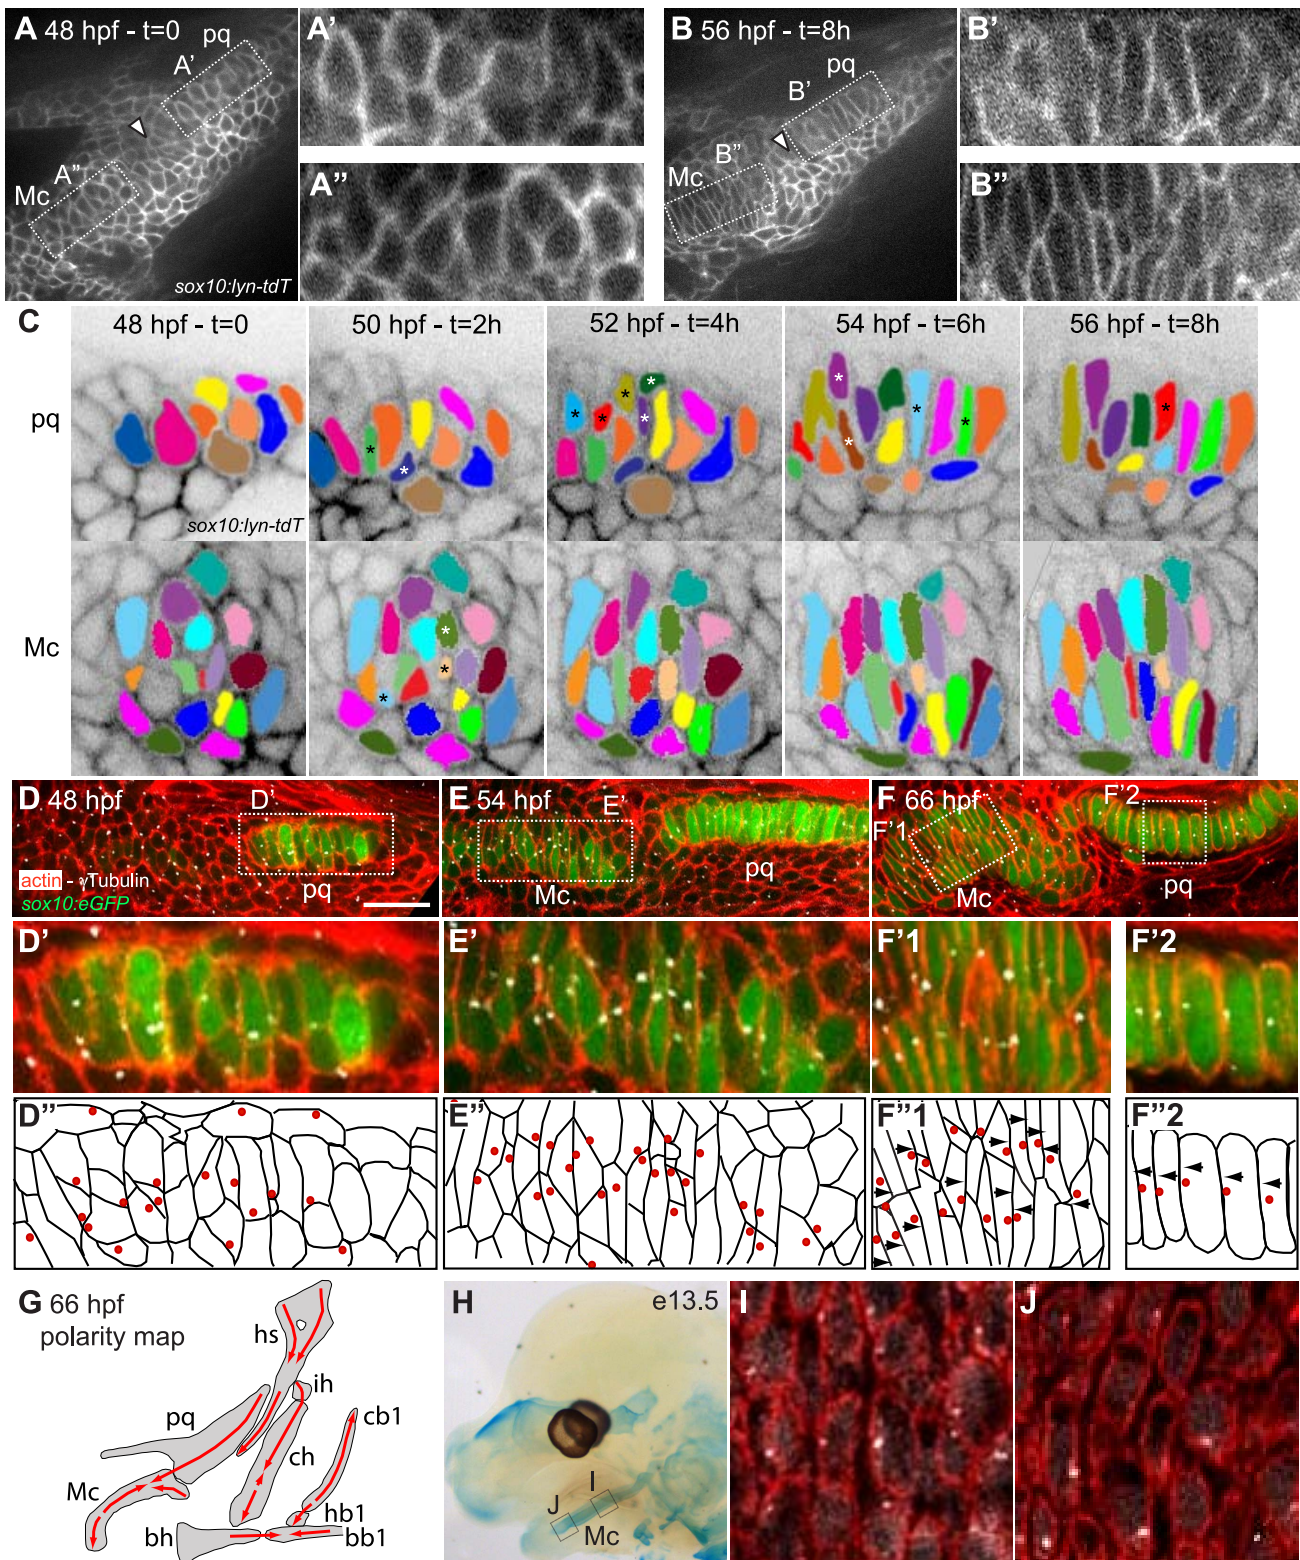 A 48 hpf - t=0
pq
A'
A"
Mc
sox10:lyn-tdT
A'
A"
B 56 hpf - t=8h
pq
B'
B"
Mc
B'
B"
C 48 hpf - t=0 50 hpf - t=2h 52 hpf - t=4h 54 hpf - t=6h 56 hpf - t=8h
pq
* * * * * * * * * * * *
sox10:lyn-tdT
Mc
* * *
D 48 hpf
D'
pq
actin - γTubulin
sox10:eGFP
E 54 hpf
E'
Mc
pq
F 66 hpf
F'1
F'2
Mc
pq
D'
E'
F'1
F'2
D"
E"
F"1
F"2
G 66 hpf
polarity map
hs
ih
pq
cb1
ch
Mc
hb1
bh
bb1
H e13.5
I
J
Mc
I
J